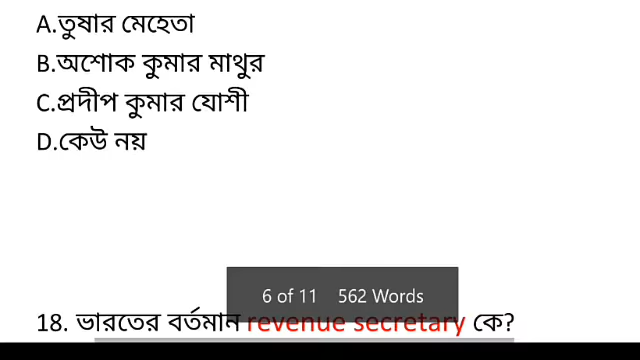 A.তুষার মেহেতা
B.অশোক কুমার মাথুর
C.প্রদীপ কুমার যোশী
D.কেউ নয়
6 of 11 562 Words
18. ভারতের বর্তমান revenue secretary কে?